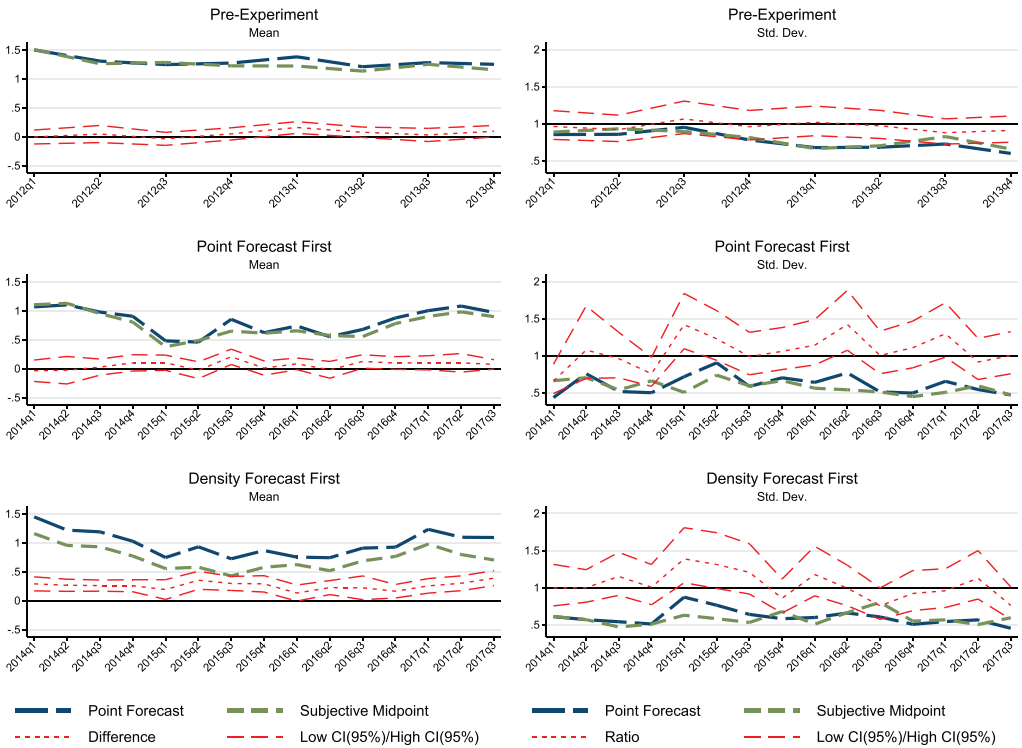 Pre-Experiment
Mean
1.5
1
.5
0
-.5
2012q1
2012q2
2012q3
2012q4
2013q1
2013q2
2013q3
2013q4
Pre-Experiment
Std. Dev.
2
1.5
1
.5
2012q1
2012q2
2012q3
2012q4
2013q1
2013q2
2013q3
2013q4
Point Forecast First
Mean
1.5
1
.5
0
-.5
2014q1
2014q2
2014q3
2014q4
2015q1
2015q2
2015q3
2015q4
2016q1
2016q2
2016q3
2016q4
2017q1
2017q2
2017q3
Point Forecast First
Std. Dev.
2
1.5
1
.5
2014q1
2014q2
2014q3
2014q4
2015q1
2015q2
2015q3
2015q4
2016q1
2016q2
2016q3
2016q4
2017q1
2017q2
2017q3
Density Forecast First
Mean
1.5
1
.5
0
-.5
2014q1
2014q2
2014q3
2014q4
2015q1
2015q2
2015q3
2015q4
2016q1
2016q2
2016q3
2016q4
2017q1
2017q2
2017q3
Density Forecast First
Std. Dev.
2
1.5
1
.5
2014q1
2014q2
2014q3
2014q4
2015q1
2015q2
2015q3
2015q4
2016q1
2016q2
2016q3
2016q4
2017q1
2017q2
2017q3
Point Forecast
Subjective Midpoint
Difference
Low CI(95%)/High CI(95%)
Point Forecast
Subjective Midpoint
Ratio
Low CI(95%)/High CI(95%)